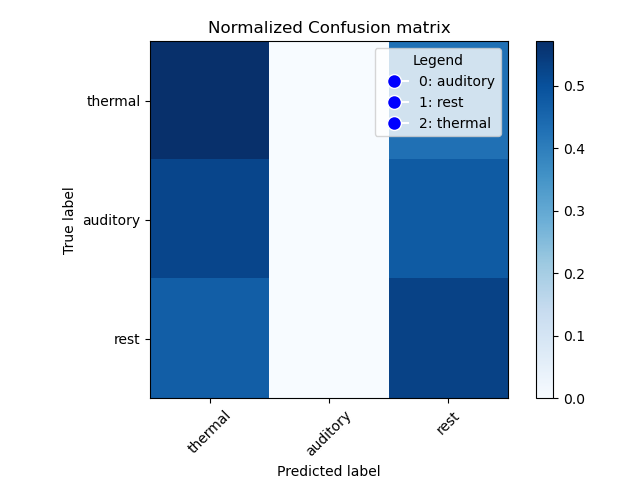 Normalized Confusion matrix
Legend
0: auditory
1: rest
2: thermal
True label
thermal
auditory
rest
thermal
auditory
rest
Predicted label
0.5
0.4
0.3
0.2
0.1
0.0